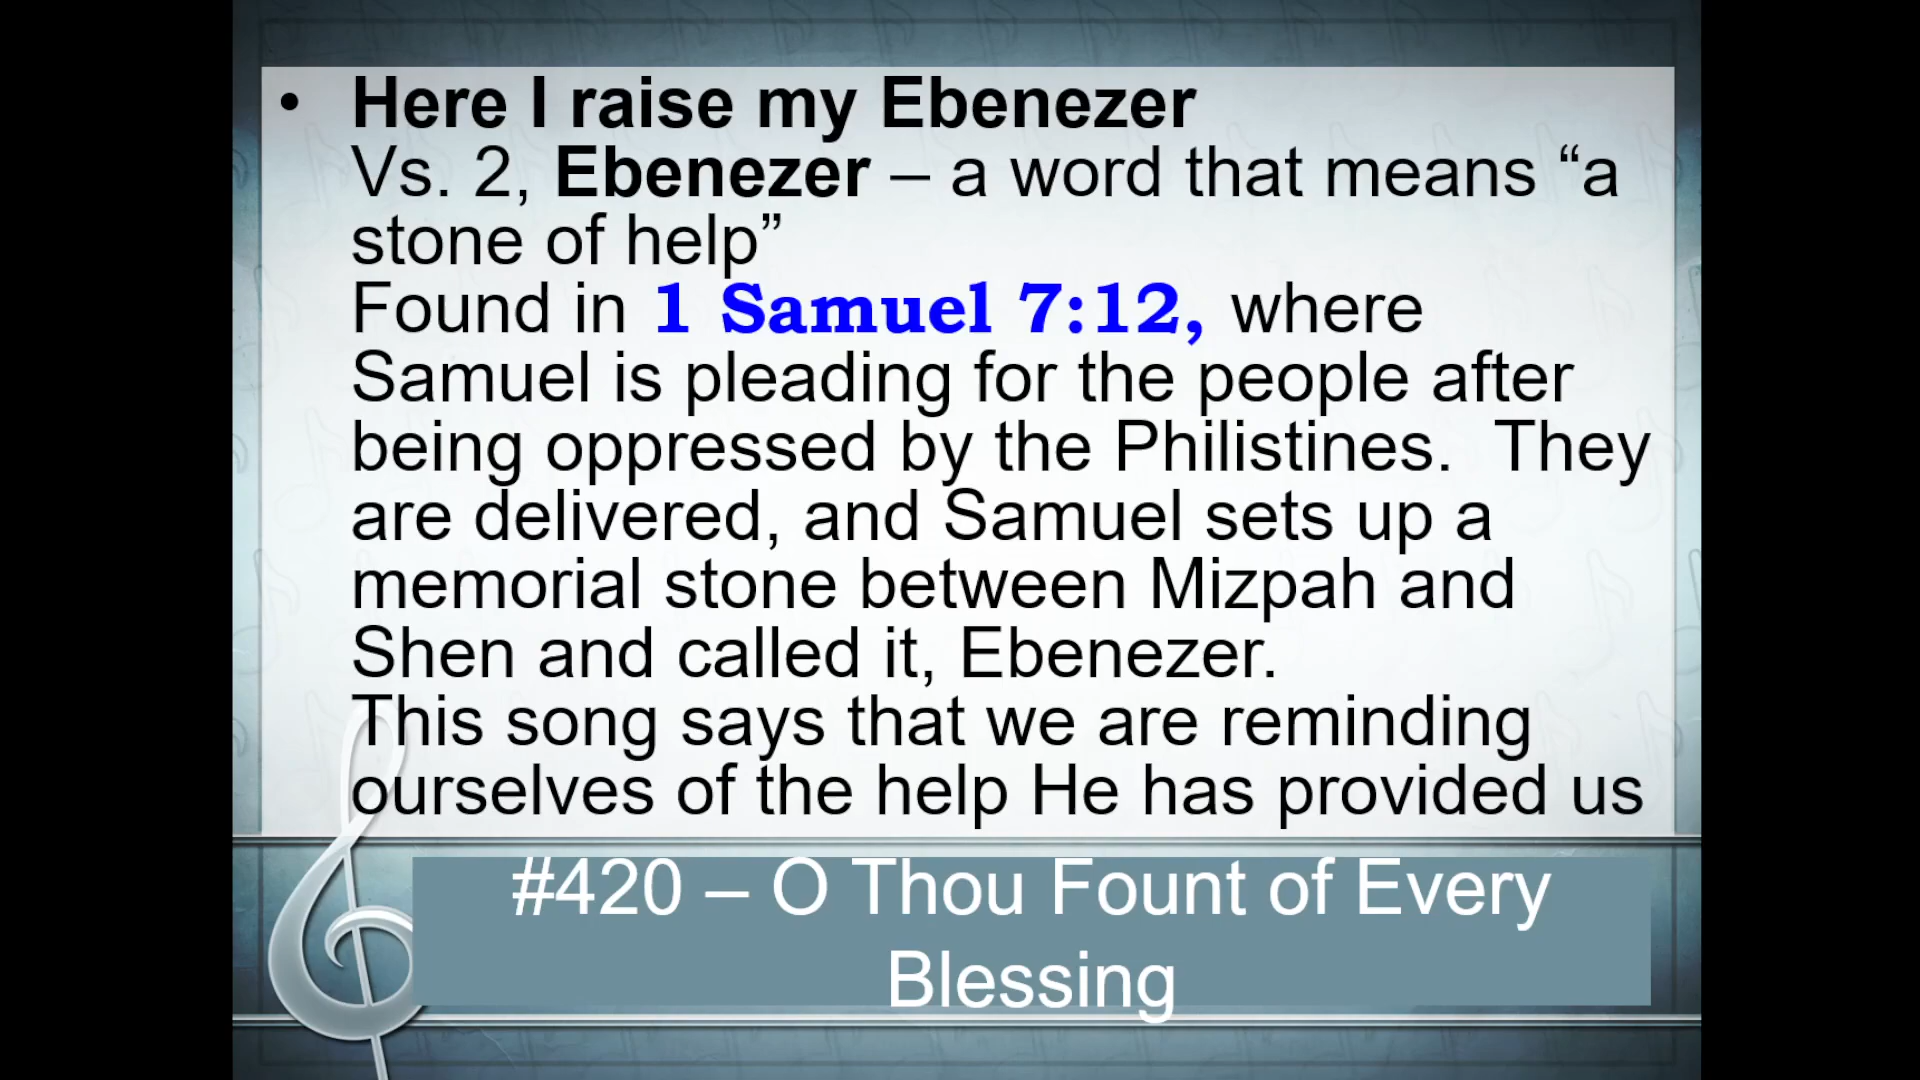 • Here I raise my Ebenezer
Vs. 2, Ebenezer – a word that means “a
stone of help”
Found in 1 Samuel 7:12, where
Samuel is pleading for the people after
being oppressed by the Philistines.  They
are delivered, and Samuel sets up a
memorial stone between Mizpah and
Shen and called it, Ebenezer.
This song says that we are reminding
ourselves of the help He has provided us
#420 – O Thou Fount of Every
Blessing